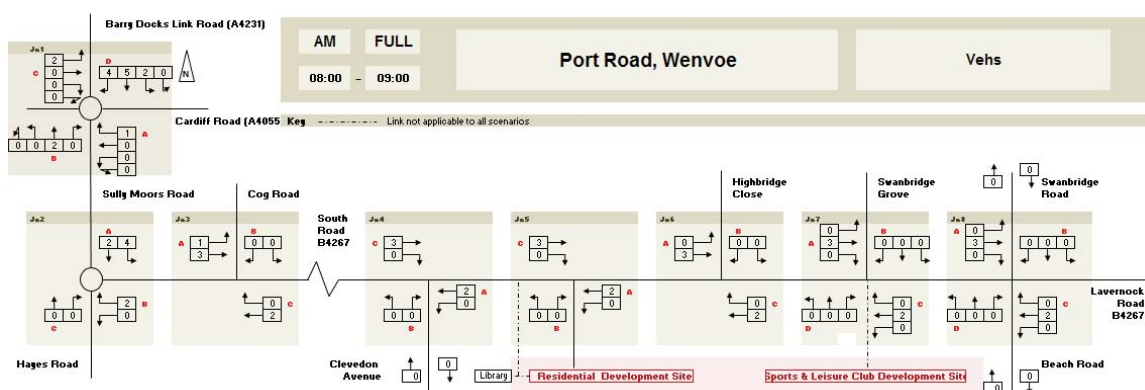 Barry Docks Link Road (A4231)
AM
FULL
08:00 - 09:00
Port Road, Wenvoe
Vehs
Jn1
C
2
0
0
0
D
4 5 2 0
N
Cardiff Road (A4055
Key
Link not applicable to all scenarios
0 0 2 0
B
1
0
0
0
A
Sully Moors Road
Cog Road
South
Road
B4267
Highbridge
Close
Swanbridge
Grove
0
0
Swanbridge
Road
Jn2
A
2 4
2
0
B
0 0
C
Jn3
A
1
3
B
0 0
0
2
C
Jn4
C
3
0
2
0
A
0 0
B
Jn5
C
3
0
2
0
A
0 0
B
Jn6
A
0
3
B
0 0
0
2
C
Jn7
A
0
3
0
B
0 0 0
0
2
0
C
0 0 0
D
Jn8
A
0
3
0
B
0 0 0
0
2
0
C
0 0 0
D
Lavernock
Road
B4267
Hayes Road
Clevedon
Avenue
0
0
Library
Residential Development Site
Sports & Leisure Club Development Site
0
0
Beach Road